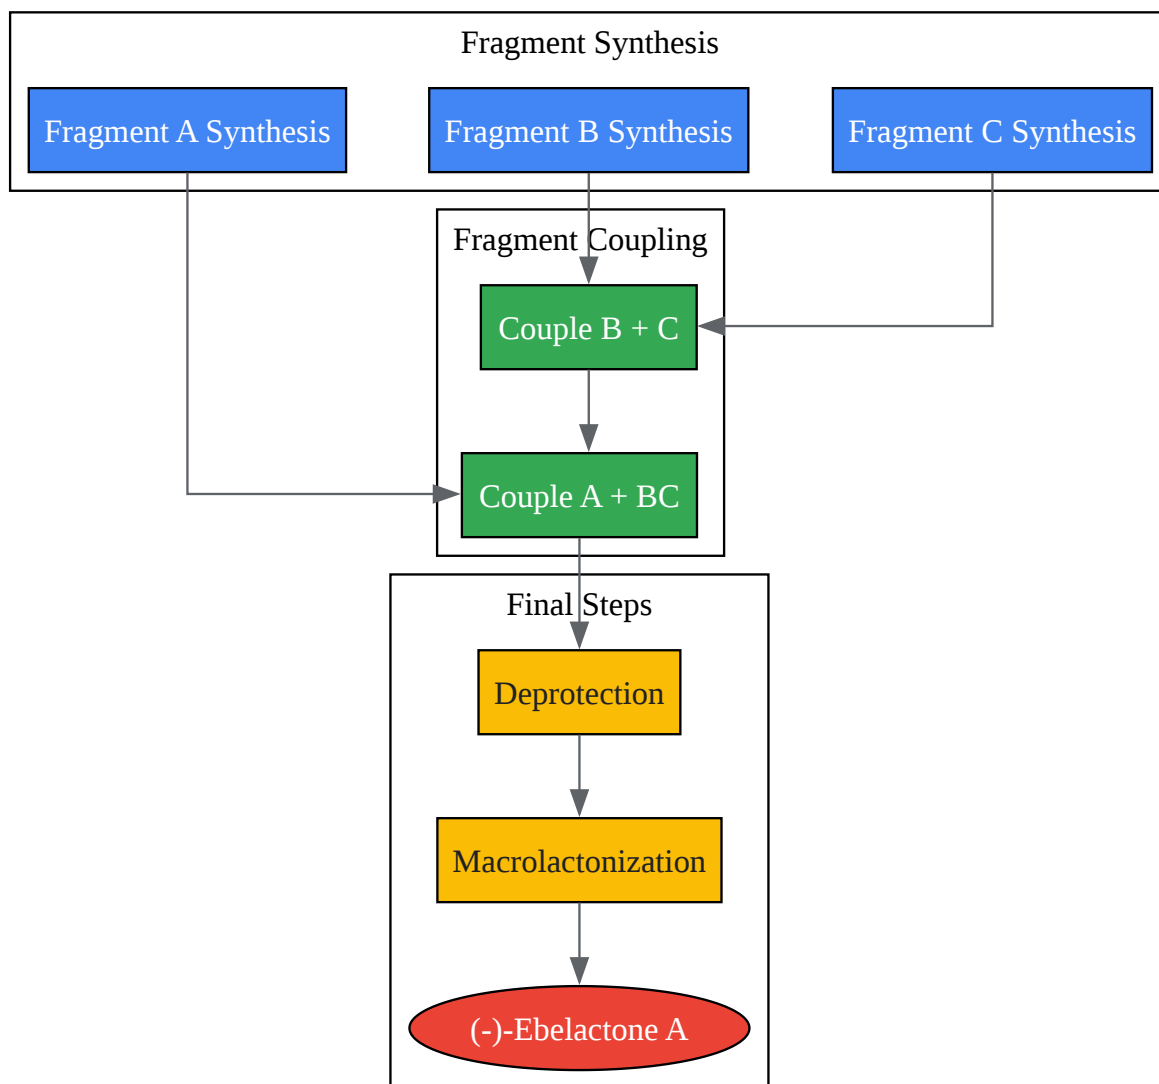 Fragment Synthesis
Fragment A Synthesis
Fragment B Synthesis
Fragment C Synthesis
Fragment Coupling
Couple B + C
Couple A + BC
Final Steps
Deprotection
Macrolactonization
(-)-Ebelactone A